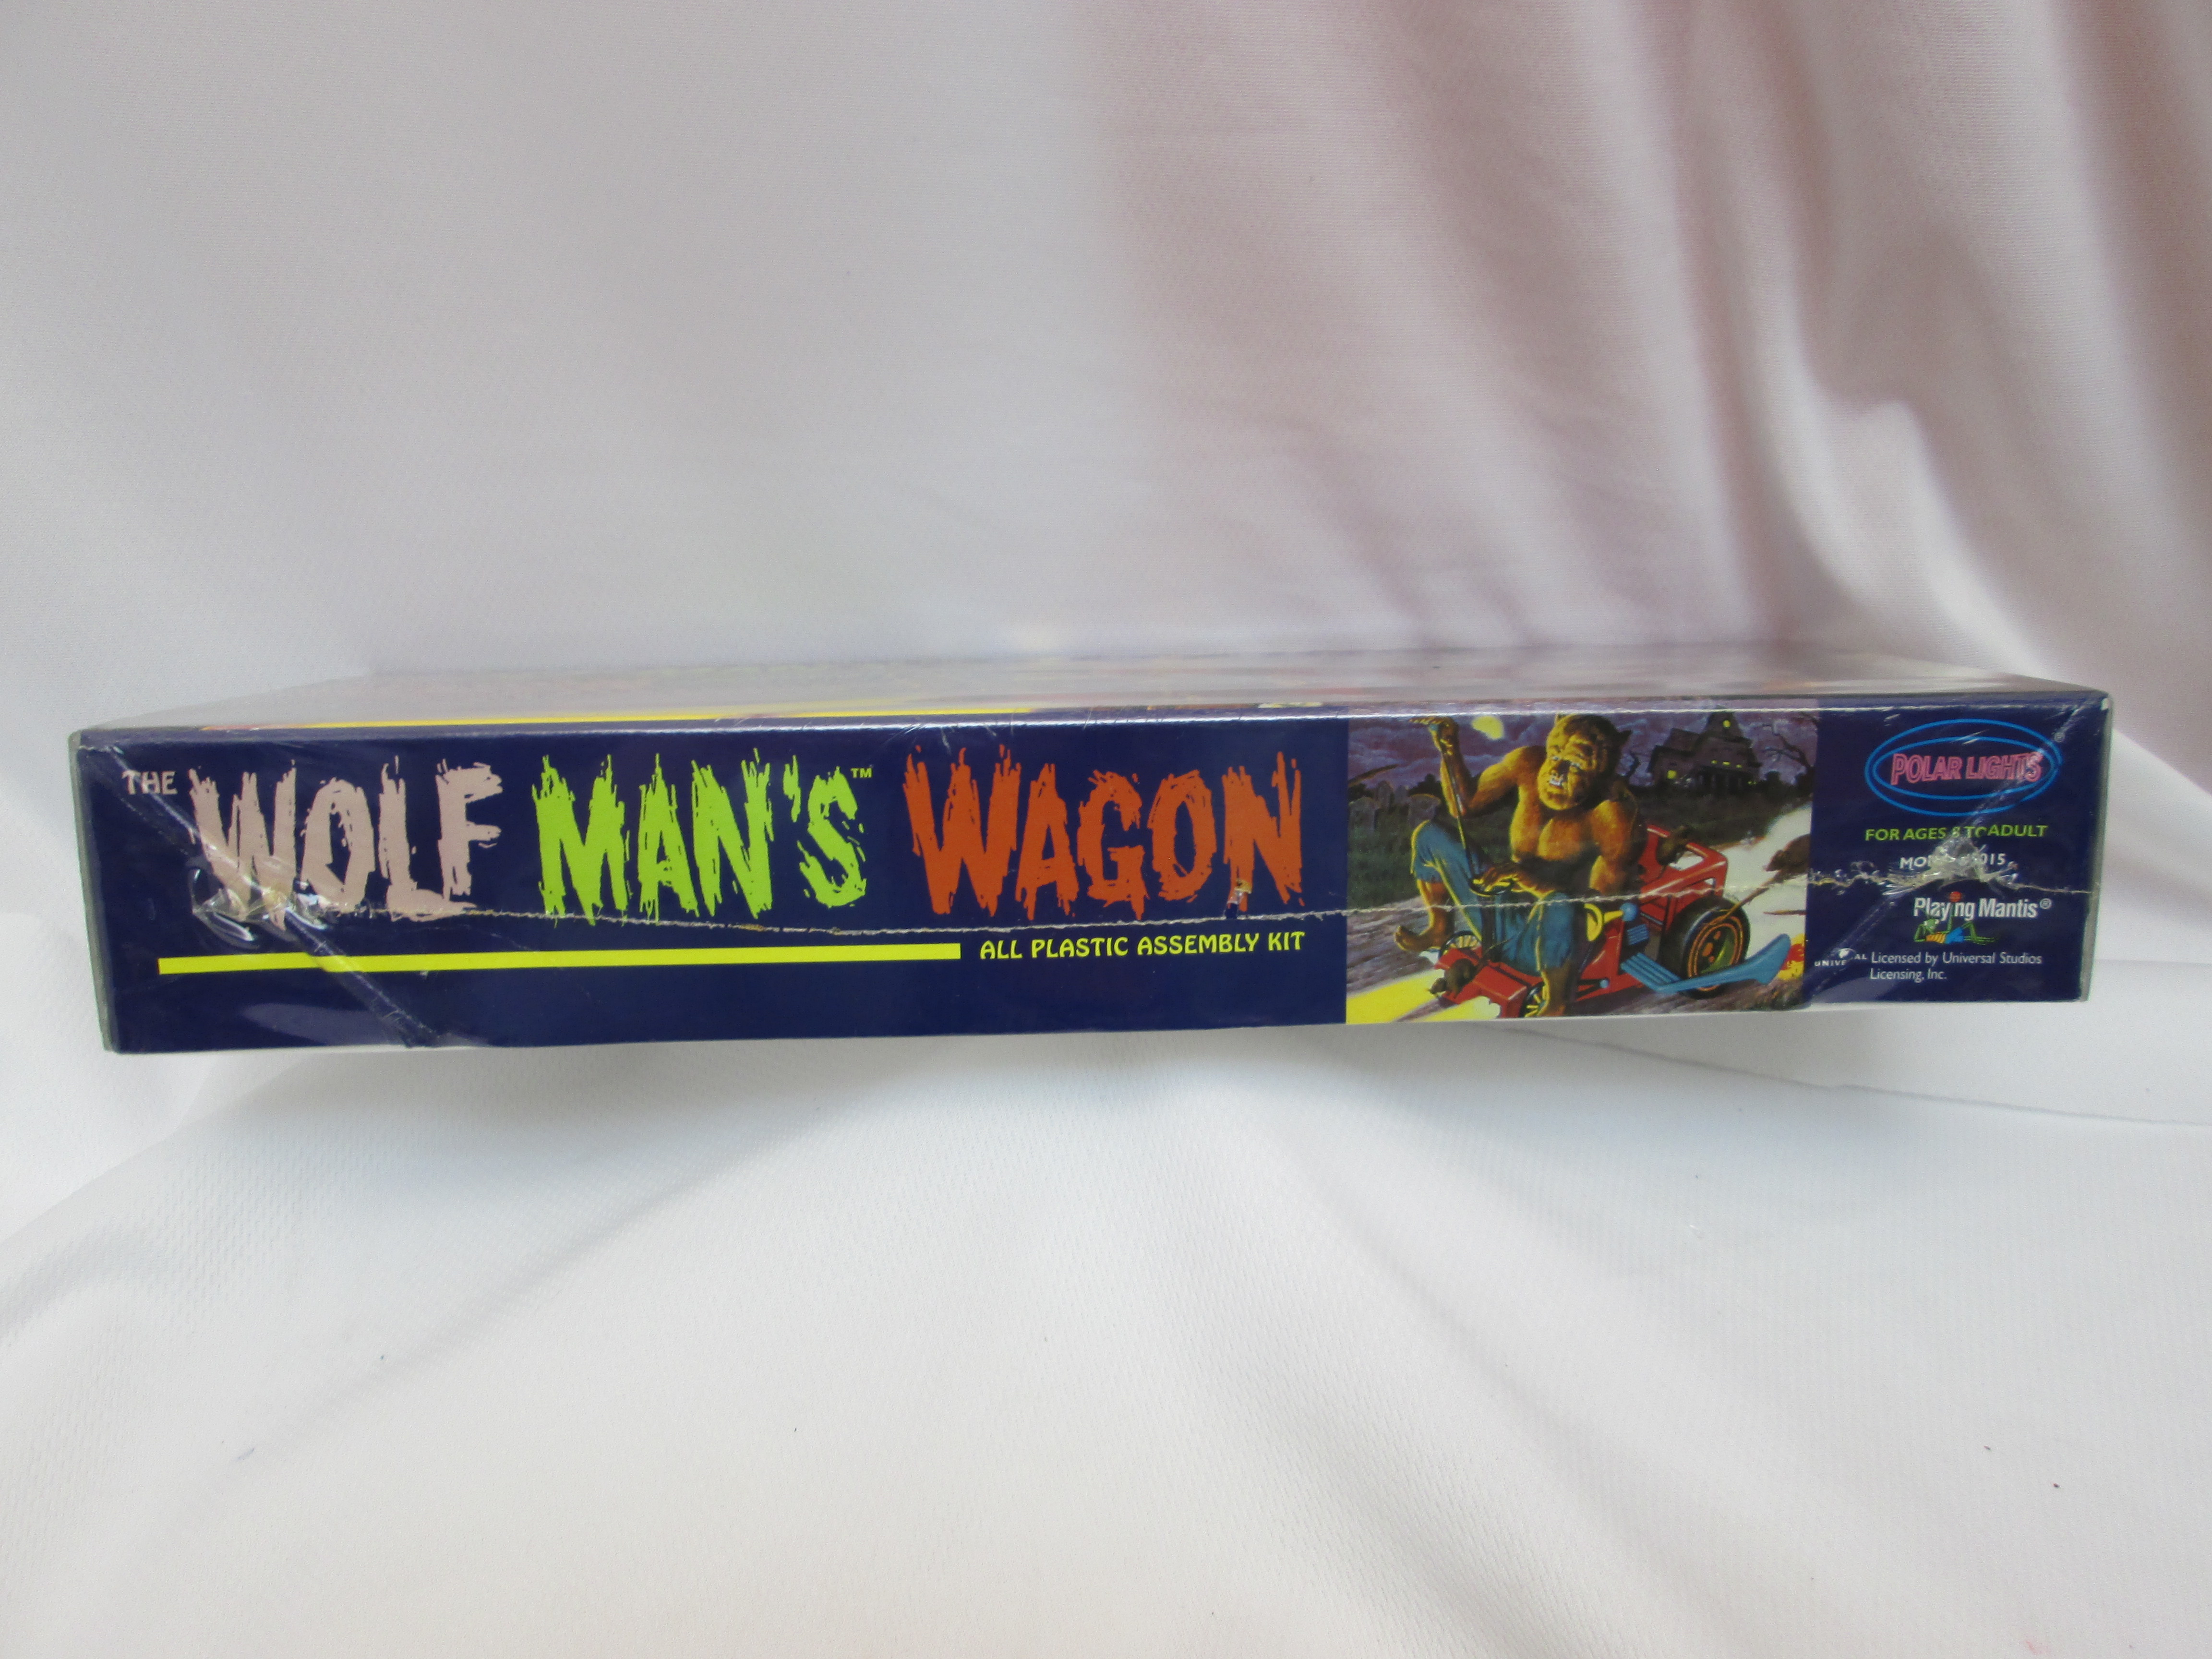 THE WOLF MAN'S™ WAGON
ALL PLASTIC ASSEMBLY KIT
POLAR LIGHTS®
FOR AGES 8 TO ADULT
Playing Mantis®
Licensed by Universal Studios
Licensing, Inc.